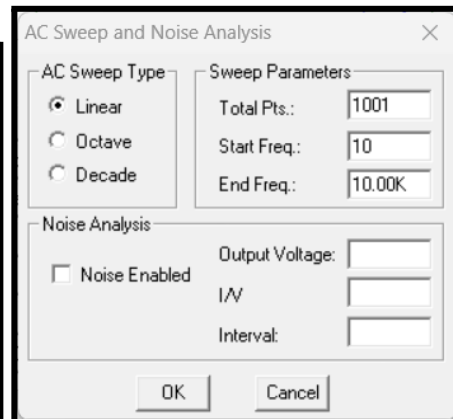 AC Sweep and Noise Analysis
AC Sweep Type
Linear
Octave
Decade
Sweep Parameters
Total Pts.: 1001
Start Freq.: 10
End Freq.: 10.00K
Noise Analysis
Noise Enabled
Output Voltage:
I/V
Interval:
OK Cancel